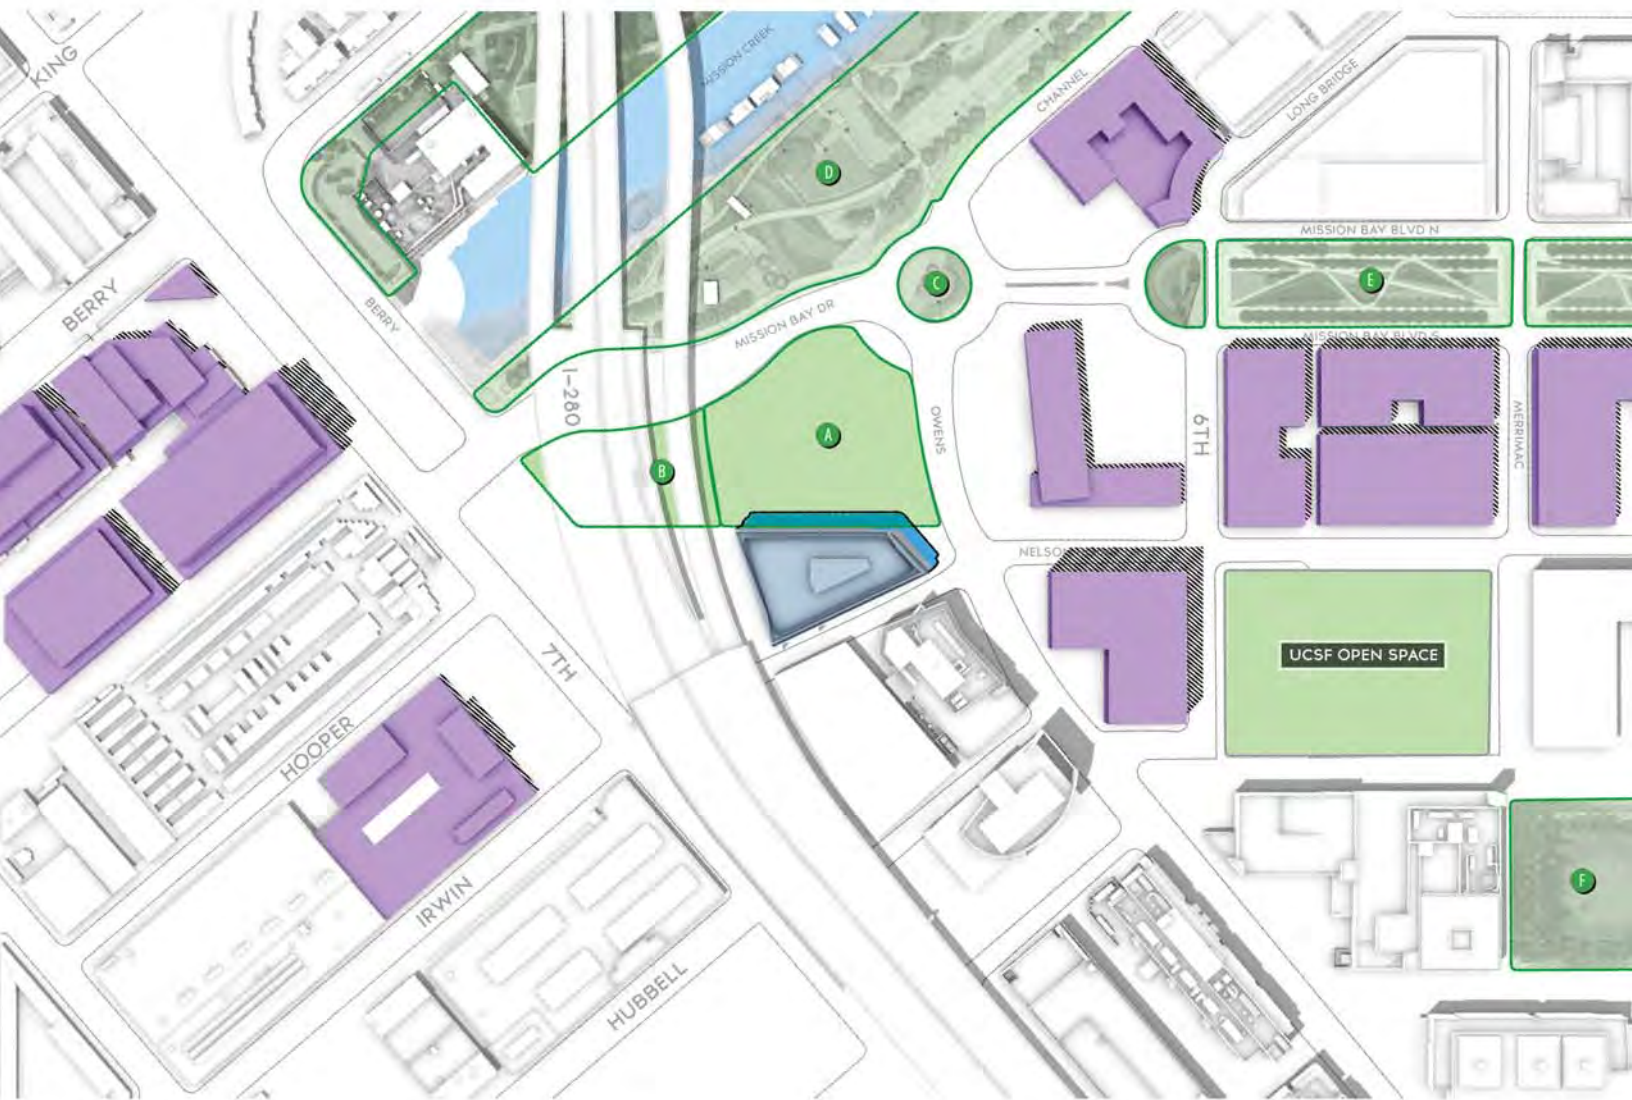 KING
MISSION CREEK
CHANNEL
LONG BRIDGE
D
MISSION BAY BLVD N
BERRY
BERRY
C
E
MISSION BAY DR
MISSION BAY BLVD S
I-280
OWENS
6TH
MERRIMAC
A
B
NELSO
7TH
UCSF OPEN SPACE
HOOPER
IRWIN
F
HUBBELL